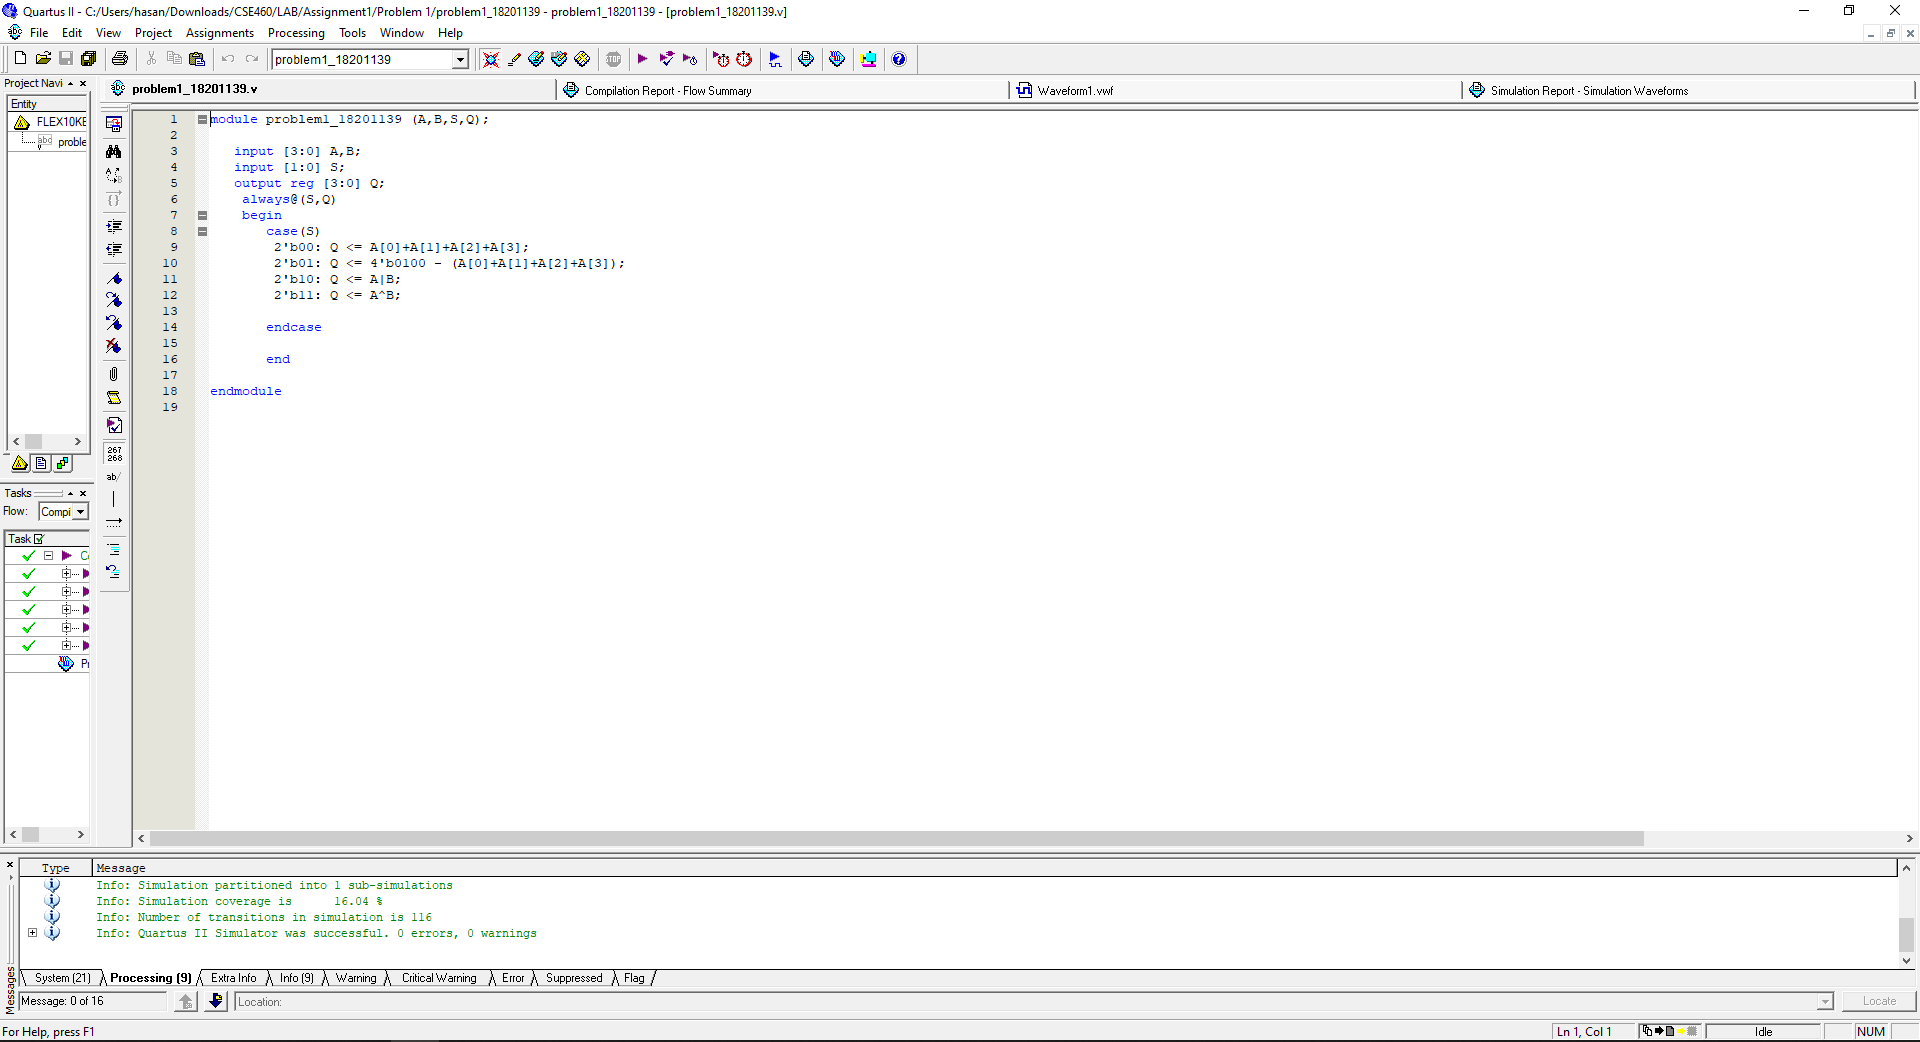 Quartus II - C:/Users/hasan/Downloads/CSE460/LAB/Assignment1/Problem 1/problem1_18201139 - problem1_18201139 - [problem1_18201139.v]
File Edit View Project Assignments Processing Tools Window Help
problem1_18201139
Project Navi
problem1_18201139.v
Compilation Report - Flow Summary
Waveform1.vwf
Simulation Report - Simulation Waveforms
Entity
FLEX10KE
proble
1 module problem1_18201139 (A,B,S,Q);
2
3 input [3:0] A,B;
4 input [1:0] S;
5 output reg [3:0] Q;
6 always@(S,Q)
7 begin
8 case(S)
9 2'b00: Q <= A[0]+A[1]+A[2]+A[3];
10 2'b01: Q <= 4'b0100 - (A[0]+A[1]+A[2]+A[3]);
11 2'b10: Q <= A|B;
12 2'b11: Q <= A^B;
13
14 endcase
15
16 end
17
18 endmodule
19
267
268
ab/
Tasks
Flow: Compi
Task
Type Message
Info: Simulation partitioned into 1 sub-simulations
Info: Simulation coverage is 16.04 %
Info: Number of transitions in simulation is 116
Info: Quartus II Simulator was successful. 0 errors, 0 warnings
System (21) Processing (9) Extra Info Info (9) Warning Critical Warning Error Suppressed Flag
Messages
Message: 0 of 16
Location:
Locate
For Help, press F1
Ln 1, Col 1
Idle
NUM